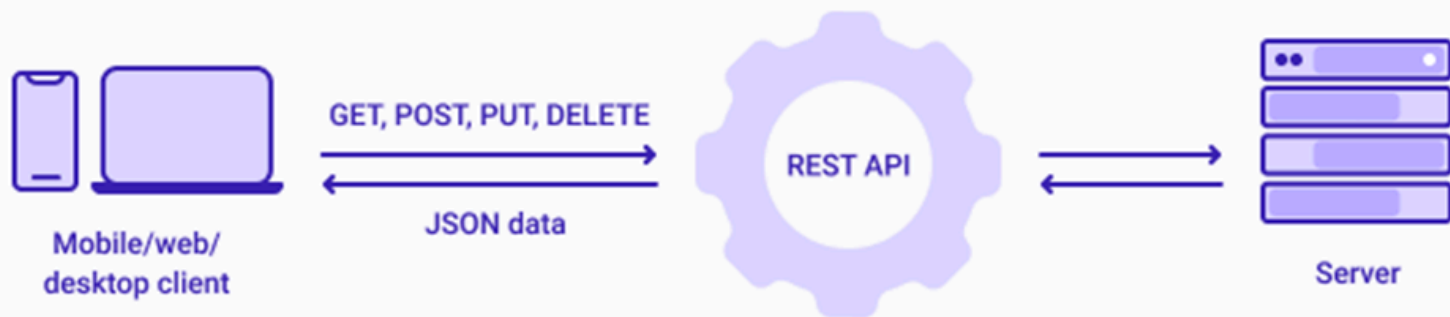 GET, POST, PUT, DELETE
JSON data
Mobile/web/
desktop client
REST API
Server